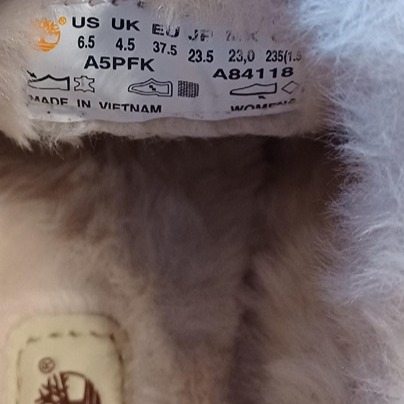 ® US UK EU JP
6.5 4.5 37.5 23.5 23,0 235(1.5
A5PFK A84118
MADE IN VIETNAM WOMENS
®